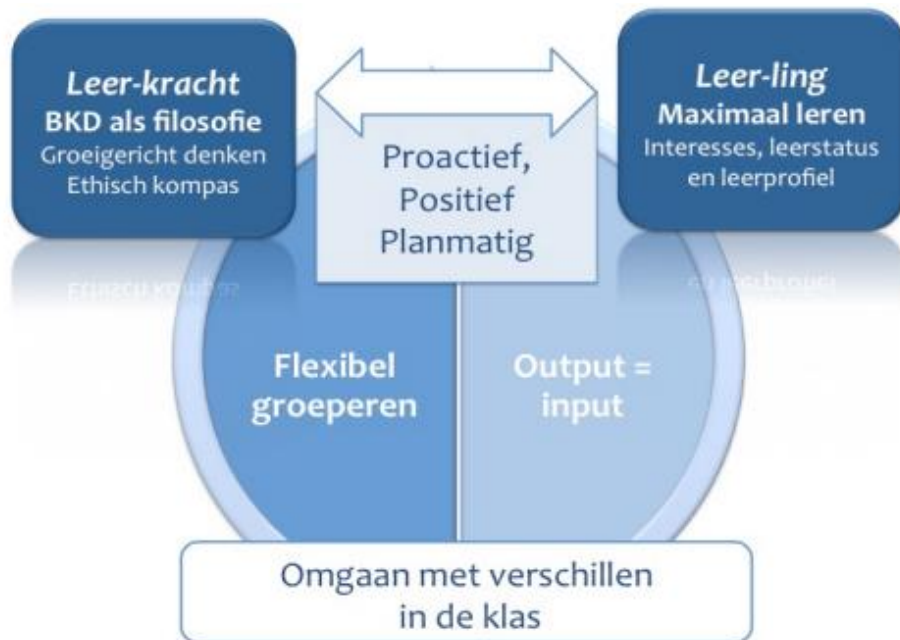 Leer-kracht
BKD als filosofie
Groeigericht denken
Ethisch kompas
Leer-ling
Maximaal leren
Interesses, leerstatus
en leerprofiel
Proactief,
Positief
Planmatig
Flexibel
groeperen
Output =
input
Omgaan met verschillen
in de klas